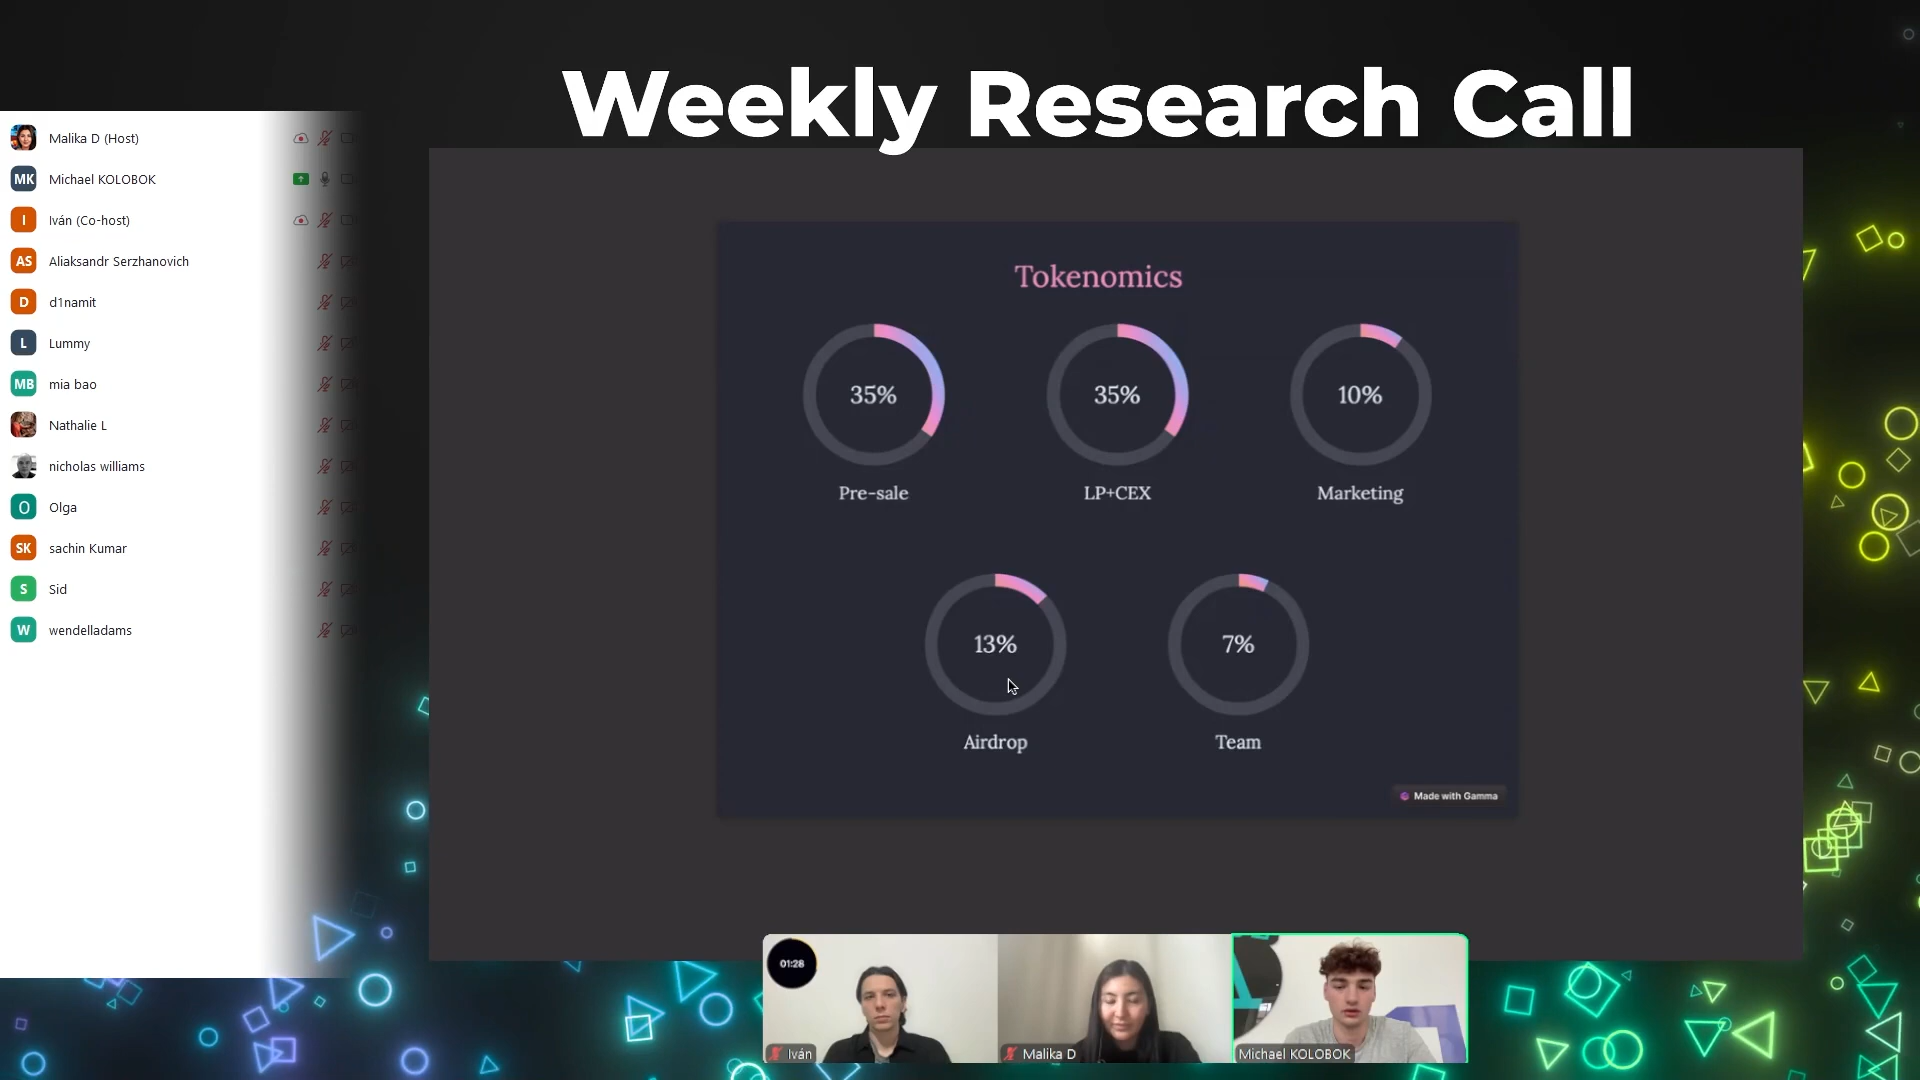 Weekly Research Call
Malika D (Host)
MK Michael KOLOBOK
I Iván (Co-host)
AS Aliaksandr Serzhanovich
D d1namit
L Lummy
MB mia bao
Nathalie L
nicholas williams
O Olga
SK sachin Kumar
S Sid
W wendelladams
Tokenomics
35% 35% 10%
Pre-sale LP+CEX Marketing
13% 7%
Airdrop Team
Made with Gamma
01:28
Iván Malika D Michael KOLOBOK